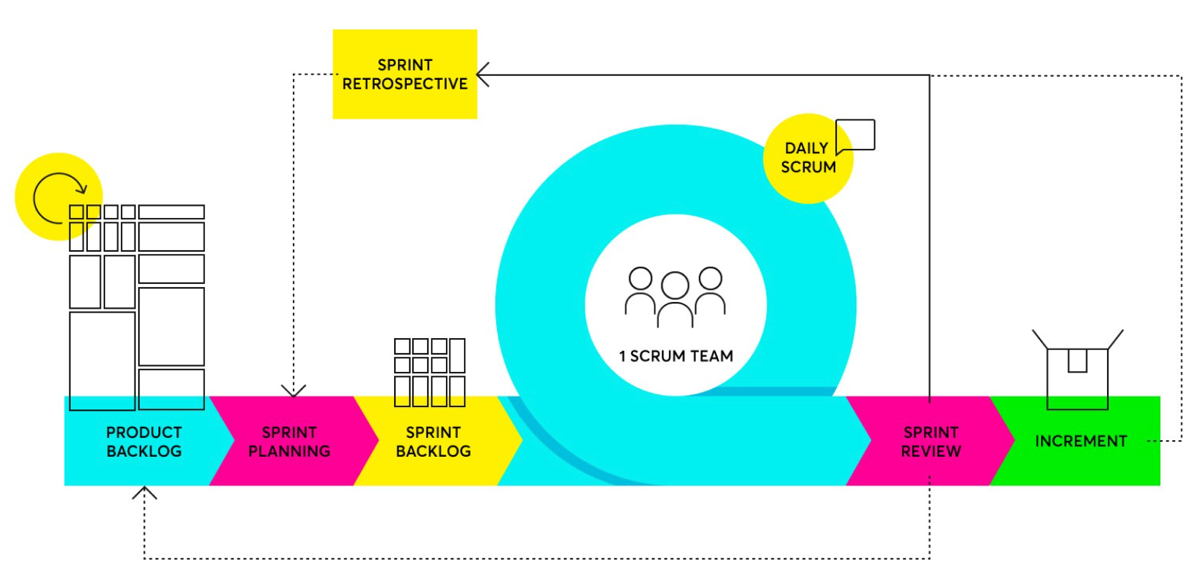 SPRINT
RETROSPECTIVE
DAILY
SCRUM
1 SCRUM TEAM
PRODUCT
BACKLOG
SPRINT
PLANNING
SPRINT
BACKLOG
SPRINT
REVIEW
INCREMENT